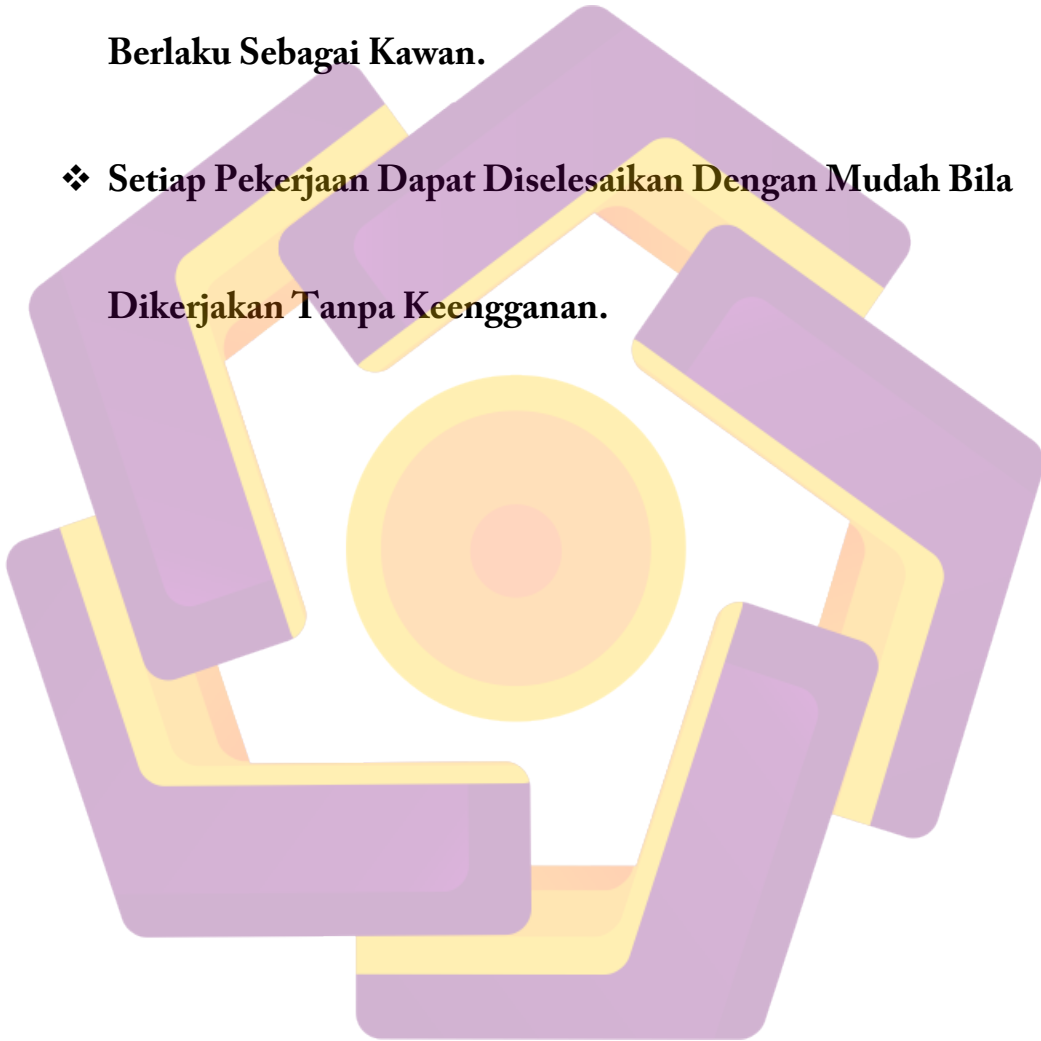 Berlaku Sebagai Kawan.
❖ Setiap Pekerjaan Dapat Diselesaikan Dengan Mudah Bila
Dikerjakan Tanpa Keengganan.